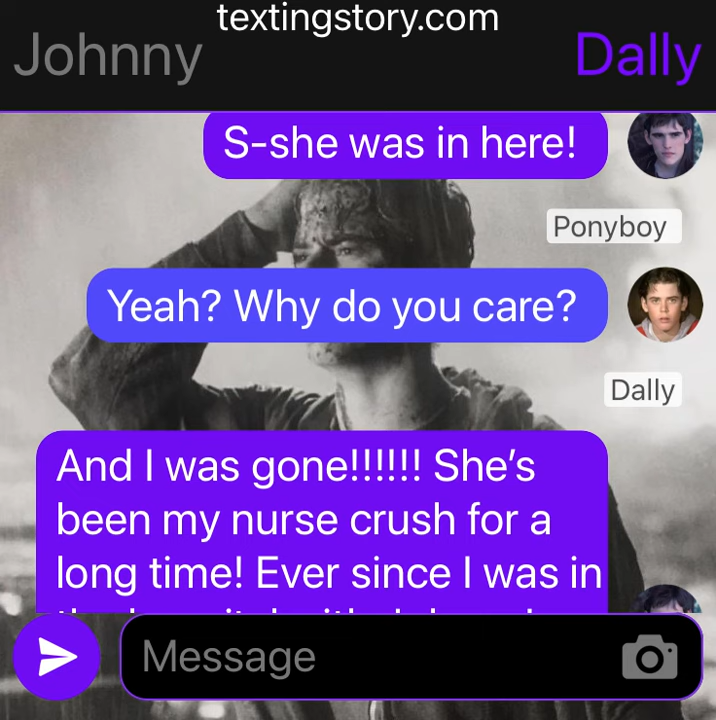 textingstory.com
Johnny
Dally
S-she was in here!
Ponyboy
Yeah? Why do you care?
Dally
And I was gone!!!!!! She’s
been my nurse crush for a
long time! Ever since I was in
Message